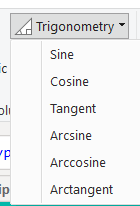 Trigonometry
Sine
Cosine
Tangent
Arcsine
Arccosine
Arctangent